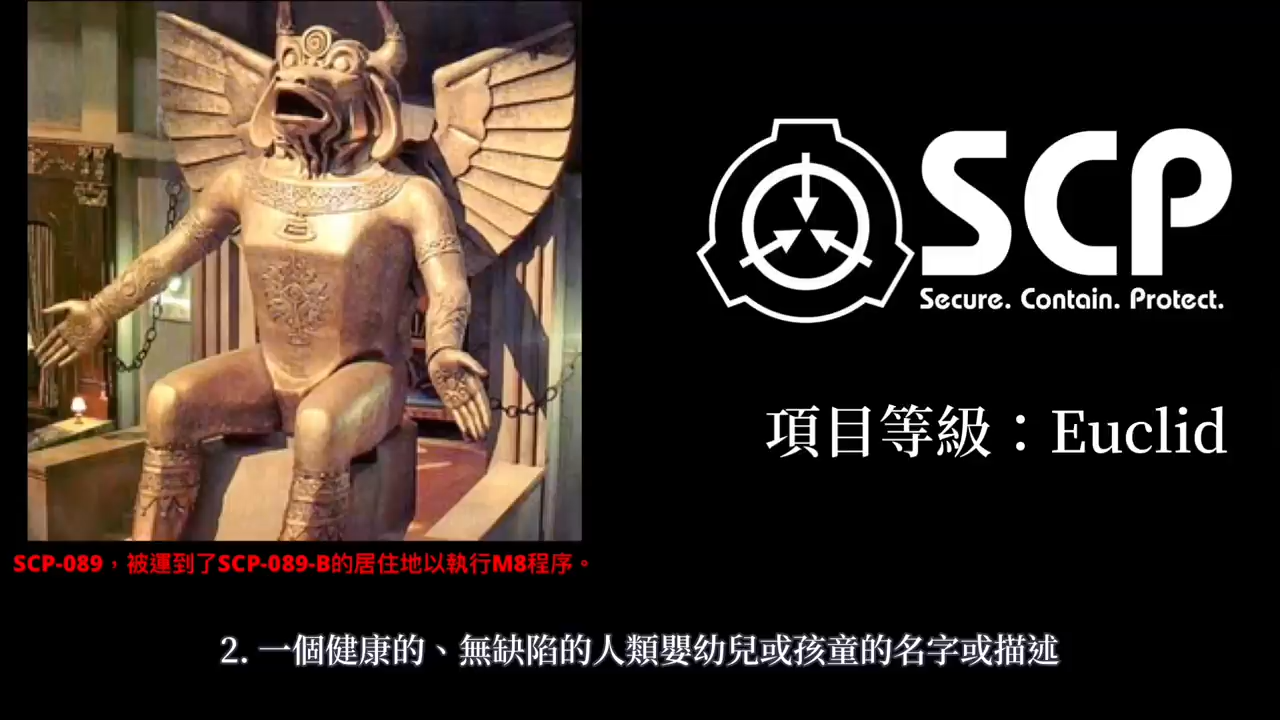 SCP
Secure. Contain. Protect.
項目等級：Euclid
SCP-089，被運到了SCP-089-B的居住地以執行M8程序。
2. 一個健康的、無缺陷的人類嬰幼兒或孩童的名字或描述